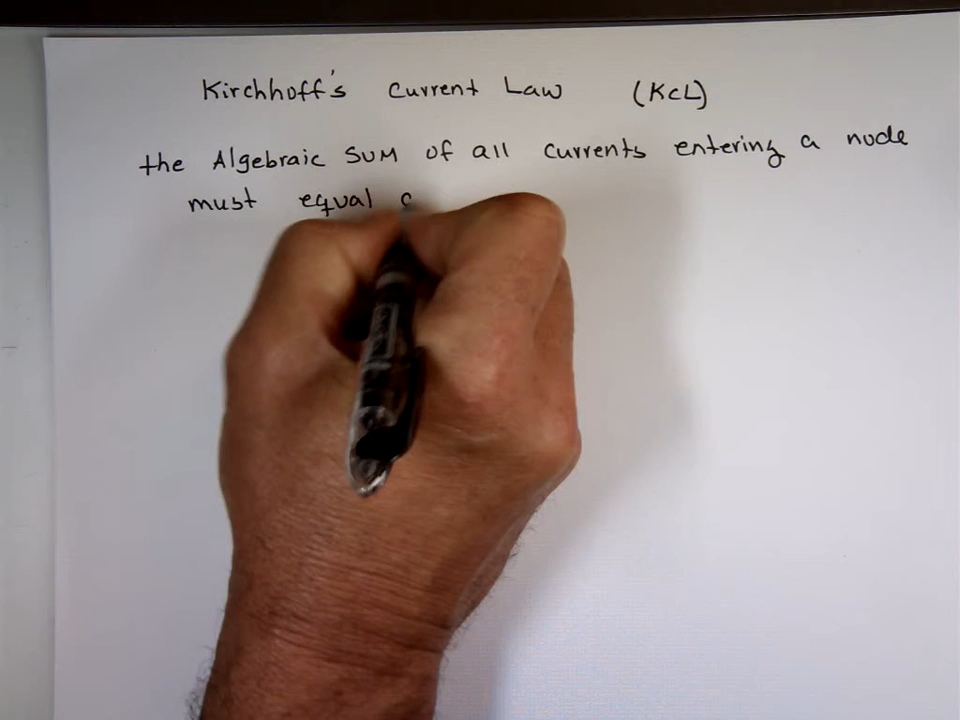 Kirchhoff's Current Law (KCL)
the Algebraic SUM of all currents entering a node
must equal